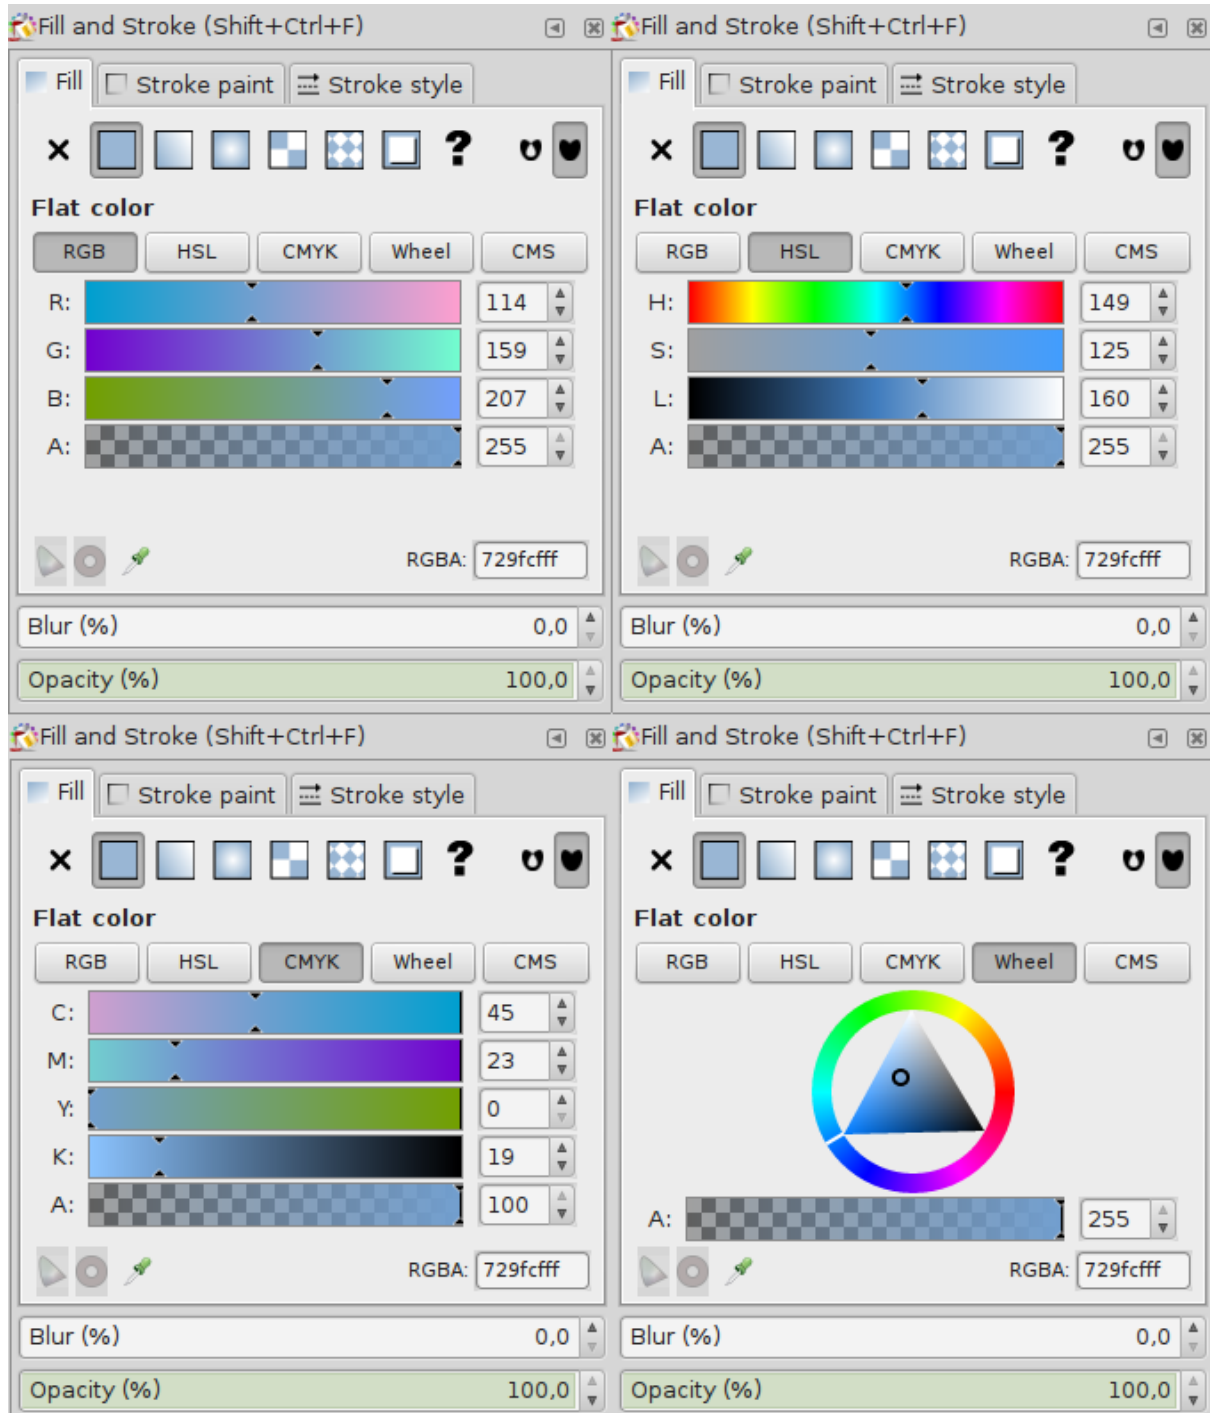 Fill and Stroke (Shift+Ctrl+F)
Fill Stroke paint Stroke style
?
Flat color
RGB HSL CMYK Wheel CMS
R: 114
G: 159
B: 207
A: 255
RGBA: 729fcfff
Blur (%) 0,0
Opacity (%) 100,0
Fill and Stroke (Shift+Ctrl+F)
Fill Stroke paint Stroke style
?
Flat color
RGB HSL CMYK Wheel CMS
H: 149
S: 125
L: 160
A: 255
RGBA: 729fcfff
Blur (%) 0,0
Opacity (%) 100,0
Fill and Stroke (Shift+Ctrl+F)
Fill Stroke paint Stroke style
?
Flat color
RGB HSL CMYK Wheel CMS
C: 45
M: 23
Y: 0
K: 19
A: 100
RGBA: 729fcfff
Blur (%) 0,0
Opacity (%) 100,0
Fill and Stroke (Shift+Ctrl+F)
Fill Stroke paint Stroke style
?
Flat color
RGB HSL CMYK Wheel CMS
A: 255
RGBA: 729fcfff
Blur (%) 0,0
Opacity (%) 100,0